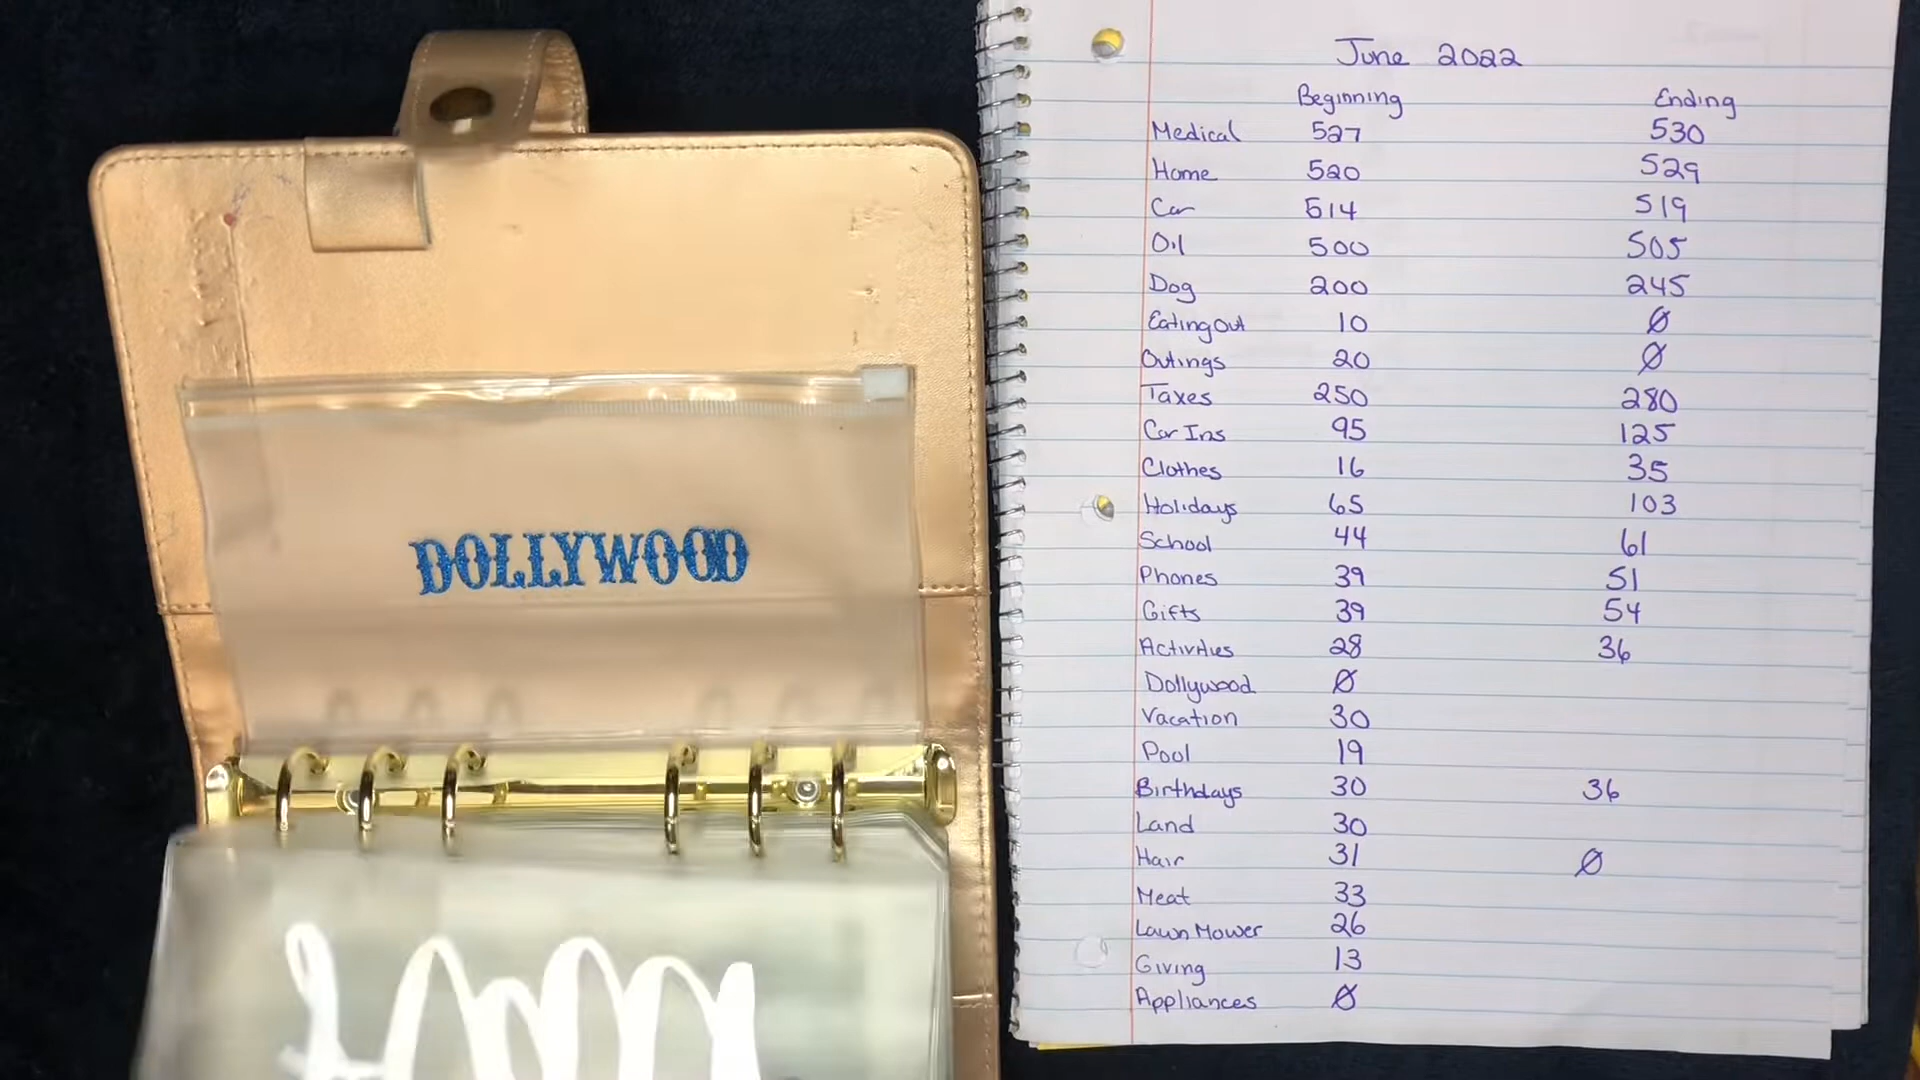 DOLLYWOOD
June 2022
Beginning Ending
Medical 527 530
Home 520 529
Car 514 519
Oil 500 505
Dog 200 245
Eating Out 10 Ø
Outings 20 Ø
Taxes 250 280
Car Ins 95 125
Clothes 16 35
Holidays 65 103
School 44 61
Phones 39 51
Gifts 39 54
Activities 28 36
Dollywood Ø
Vacation 30
Pool 19
Birthdays 30 36
Land 30
Hair 31 Ø
Meat 33
Lawn Mower 26
Giving 13
Appliances Ø